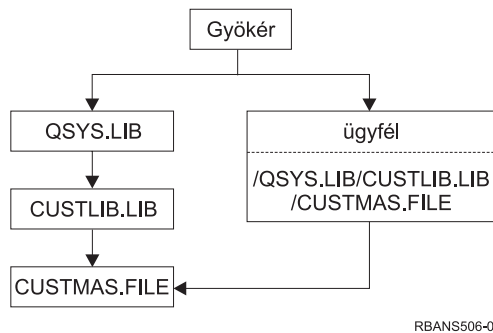 Gyökér
QSYS.LIB
CUSTLIB.LIB
CUSTMAS.FILE
ügyfél
/QSYS.LIB/CUSTLIB.LIB
/CUSTMAS.FILE
RBANS506-0